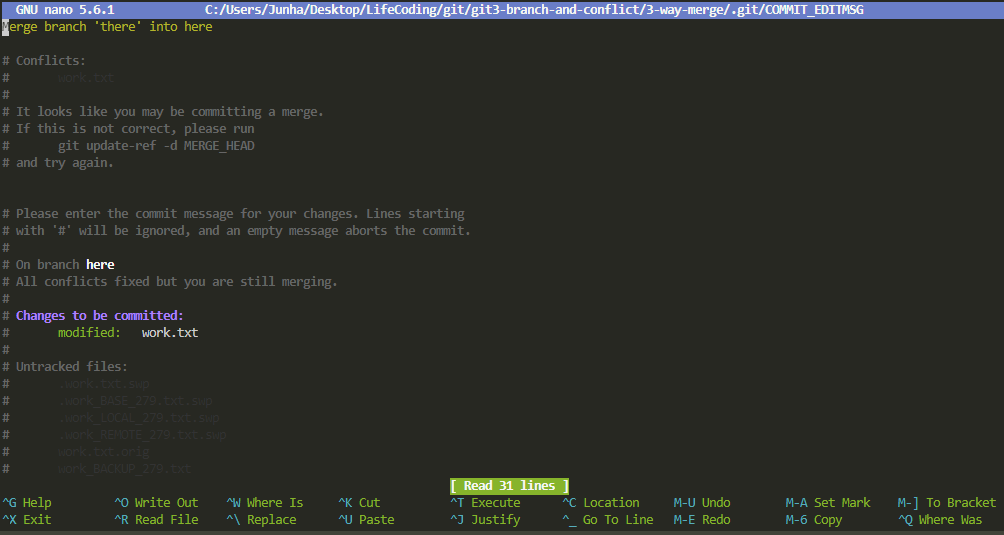 GNU nano 5.6.1 C:/Users/Junha/Desktop/LifeCoding/git/git3-branch-and-conflict/3-way-merge/.git/COMMIT_EDITMSG
Merge branch 'there' into here
# Conflicts:
# work.txt
#
# It looks like you may be committing a merge.
# If this is not correct, please run
# git update-ref -d MERGE_HEAD
# and try again.
# Please enter the commit message for your changes. Lines starting
# with '#' will be ignored, and an empty message aborts the commit.
#
# On branch here
# All conflicts fixed but you are still merging.
#
# Changes to be committed:
# modified: work.txt
#
# Untracked files:
# .work.txt.swp
# .work_BASE_279.txt.swp
# .work_LOCAL_279.txt.swp
# .work_REMOTE_279.txt.swp
# work.txt.orig
# work_BACKUP_279.txt
[ Read 31 lines ]
^G Help ^O Write Out ^W Where Is ^K Cut ^T Execute ^C Location M-U Undo M-A Set Mark M-] To Bracket
^X Exit ^R Read File ^\ Replace ^U Paste ^J Justify ^_ Go To Line M-E Redo M-6 Copy ^Q Where Was